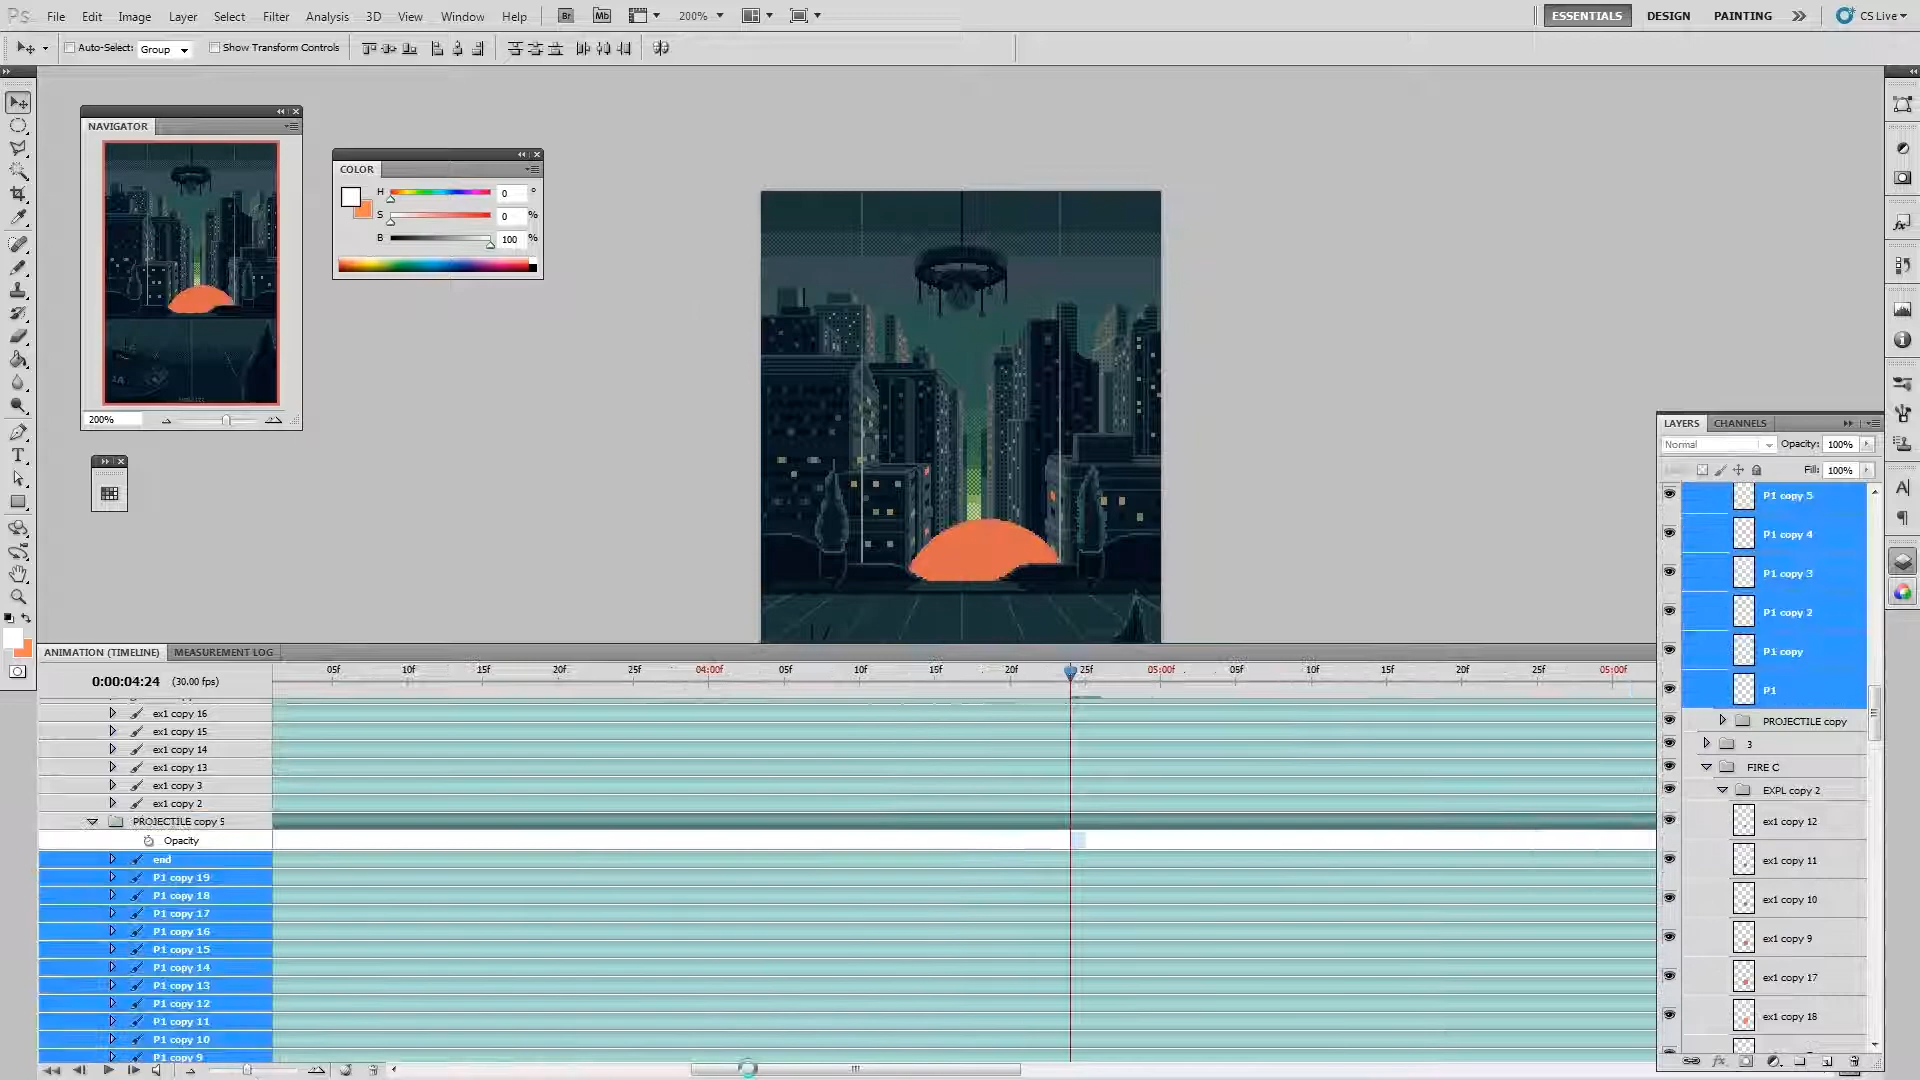 Ps File Edit Image Layer Select Filter Analysis 3D View Window Help Br Mb 200% ESSENTIALS DESIGN PAINTING CS Live
Auto-Select: Group Show Transform Controls
NAVIGATOR
200%
COLOR
H 0 °
S 0 %
B 100 %
LAYERS CHANNELS
Normal Opacity: 100%
Fill: 100%
P1 copy 5
P1 copy 4
P1 copy 3
P1 copy 2
P1 copy
P1
PROJECTILE copy
3
FIRE C
EXPL copy 2
ex1 copy 12
ex1 copy 11
ex1 copy 10
ex1 copy 9
ex1 copy 17
ex1 copy 18
ANIMATION (TIMELINE) MEASUREMENT LOG
05f 10f 15f 20f 25f 04:00f 05f 10f 15f 20f 25f 05:00f 05f 10f 15f 20f 25f 05:00f
0:00:04:24 (30.00 fps)
ex1 copy 16
ex1 copy 15
ex1 copy 14
ex1 copy 13
ex1 copy 3
ex1 copy 2
PROJECTILE copy 5
Opacity
end
P1 copy 19
P1 copy 18
P1 copy 17
P1 copy 16
P1 copy 15
P1 copy 14
P1 copy 13
P1 copy 12
P1 copy 11
P1 copy 10
P1 copy 9